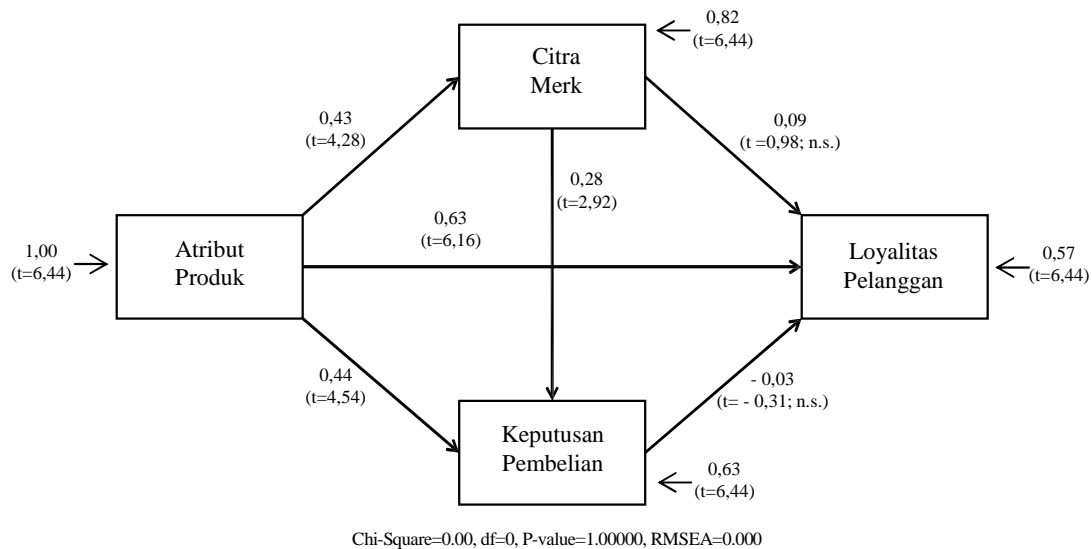 0,82
(t=6,44)
Citra
Merk
0,43
(t=4,28)
0,09
(t =0,98; n.s.)
0,28
(t=2,92)
0,63
(t=6,16)
1,00
(t=6,44)
Atribut
Produk
Loyalitas
Pelanggan
0,57
(t=6,44)
0,44
(t=4,54)
- 0,03
(t= - 0,31; n.s.)
Keputusan
Pembelian
0,63
(t=6,44)
Chi-Square=0.00, df=0, P-value=1.00000, RMSEA=0.000